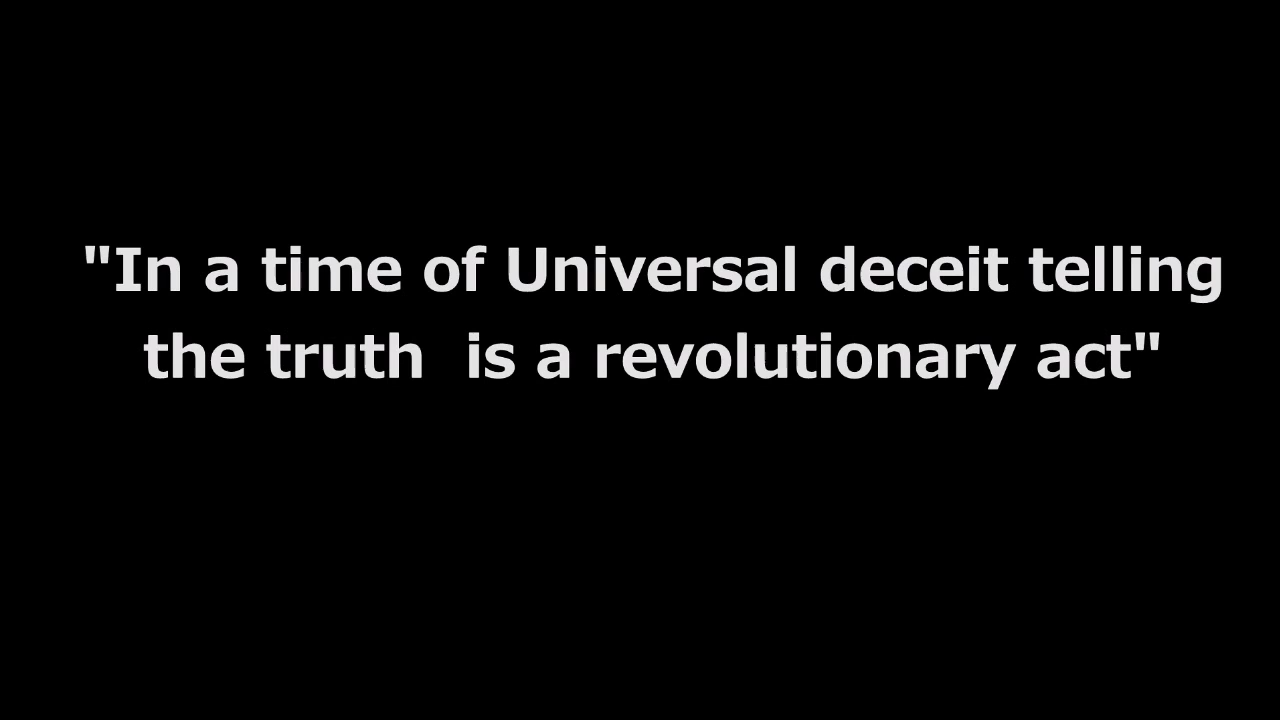 "In a time of Universal deceit telling
the truth  is a revolutionary act"